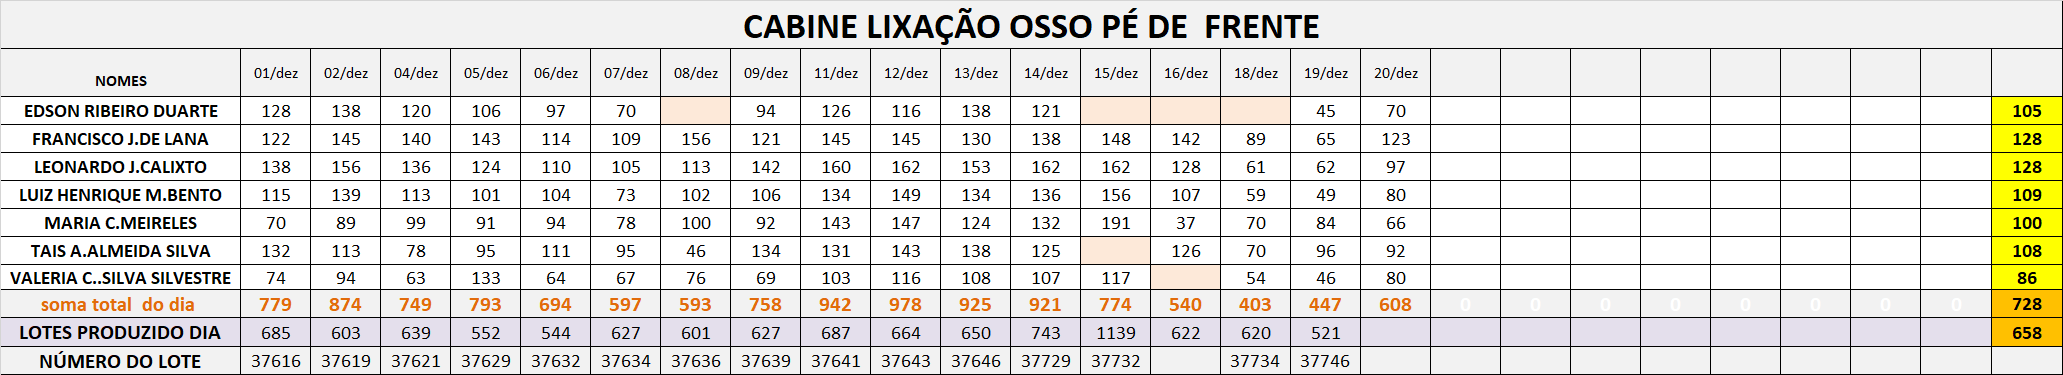 CABINE LIXAÇÃO OSSO PÉ DE FRENTE
NOMES 01/dez 02/dez 04/dez 05/dez 06/dez 07/dez 08/dez 09/dez 11/dez 12/dez 13/dez 14/dez 15/dez 16/dez 18/dez 19/dez 20/dez
EDSON RIBEIRO DUARTE 128 138 120 106 97 70 94 126 116 138 121 45 70 105
FRANCISCO J.DE LANA 122 145 140 143 114 109 156 121 145 145 130 138 148 142 89 65 123 128
LEONARDO J.CALIXTO 138 156 136 124 110 105 113 142 160 162 153 162 162 128 61 62 97 128
LUIZ HENRIQUE M.BENTO 115 139 113 101 104 73 102 106 134 149 134 136 156 107 59 49 80 109
MARIA C.MEIRELES 70 89 99 91 94 78 100 92 143 147 124 132 191 37 70 84 66 100
TAIS A.ALMEIDA SILVA 132 113 78 95 111 95 46 134 131 143 138 125 126 70 96 92 108
VALERIA C..SILVA SILVESTRE 74 94 63 133 64 67 76 69 103 116 108 107 117 54 46 80 86
soma total do dia 779 874 749 793 694 597 593 758 942 978 925 921 774 540 403 447 608 0 0 0 0 0 0 0 0 728
LOTES PRODUZIDO DIA 685 603 639 552 544 627 601 627 687 664 650 743 1139 622 620 521 658
NÚMERO DO LOTE 37616 37619 37621 37629 37632 37634 37636 37639 37641 37643 37646 37729 37732 37734 37746